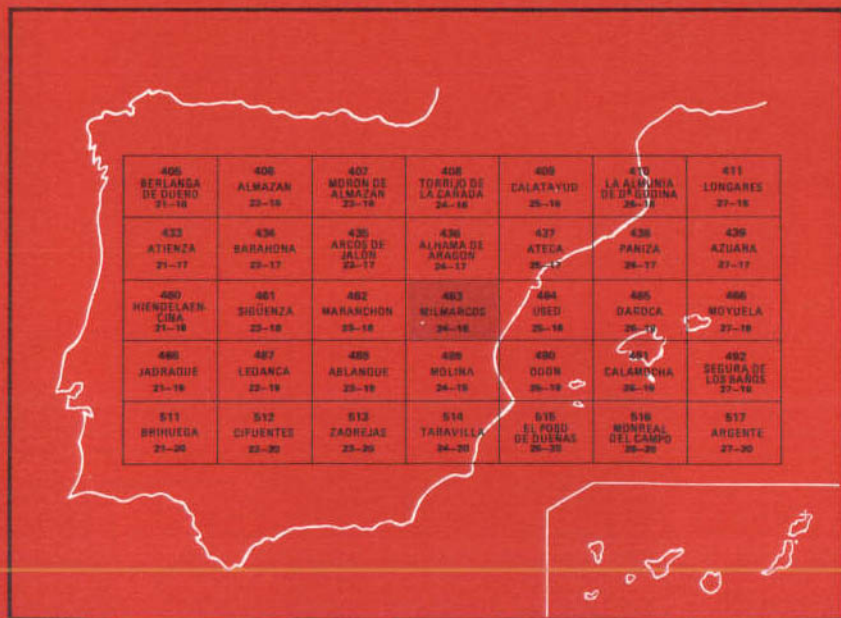 405
BERLANGA
DE DUERO
21-16
406
ALMAZAN
22-16
407
MORON DE
ALMAZAN
23-16
408
TORRIJO DE
LA CAÑADA
24-16
409
CALATAYUD
25-16
410
LA ALMUNIA
DE Dª GODINA
26-16
411
LONGARES
27-16
433
ATIENZA
21-17
434
BARAHONA
22-17
435
ARCOS DE
JALON
23-17
436
ALHAMA DE
ARAGON
24-17
437
ATECA
25-17
438
PANIZA
26-17
439
AZUARA
27-17
460
HIENDELAEN-
CINA
21-18
461
SIGÜENZA
22-18
462
MARANCHON
23-18
463
MILMARCOS
24-18
464
USED
25-18
465
DAROCA
26-18
466
MOYUELA
27-18
486
JADRAQUE
21-19
487
LEDANCA
22-19
488
ABLANQUE
23-19
489
MOLINA
24-19
490
ODON
25-19
491
CALAMOCHA
26-19
492
SEGURA DE
LOS BAÑOS
27-19
511
BRIHUEGA
21-20
512
CIFUENTES
22-20
513
ZAOREJAS
23-20
514
TARAVILLA
24-20
515
EL POBO
DE DUEÑAS
25-20
516
MONREAL
DEL CAMPO
26-20
517
ARGENTE
27-20